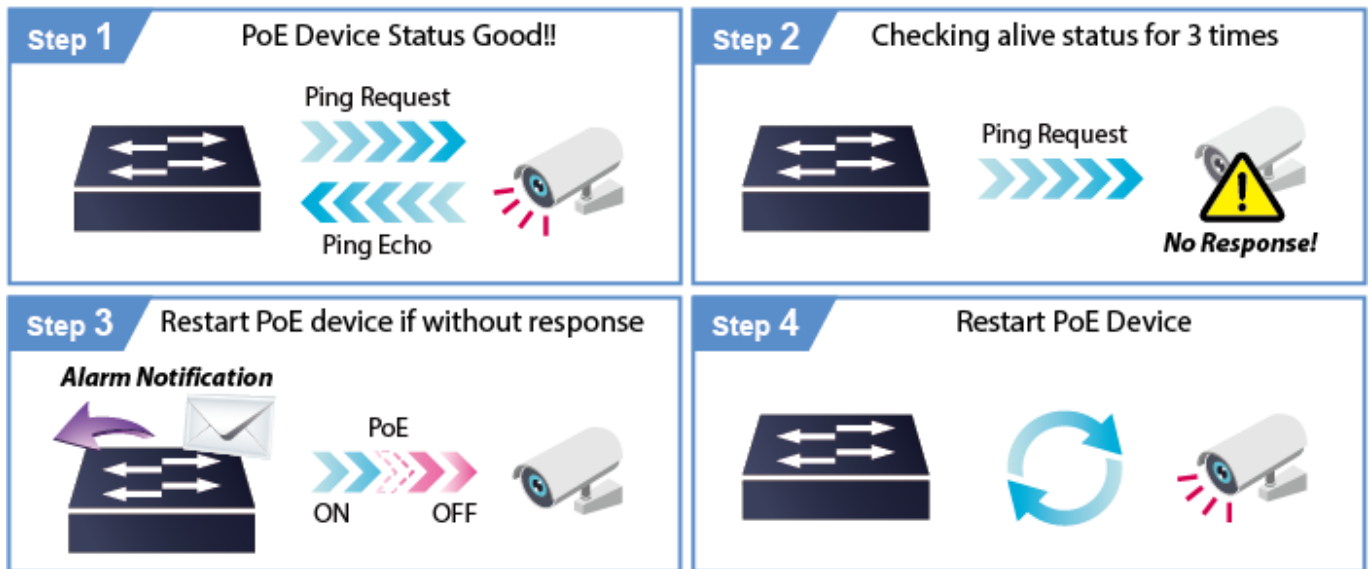 Step 1
PoE Device Status Good!!
Ping Request
Ping Echo
Step 2
Checking alive status for 3 times
Ping Request
No Response!
Step 3
Restart PoE device if without response
Alarm Notification
PoE
ON OFF
Step 4
Restart PoE Device